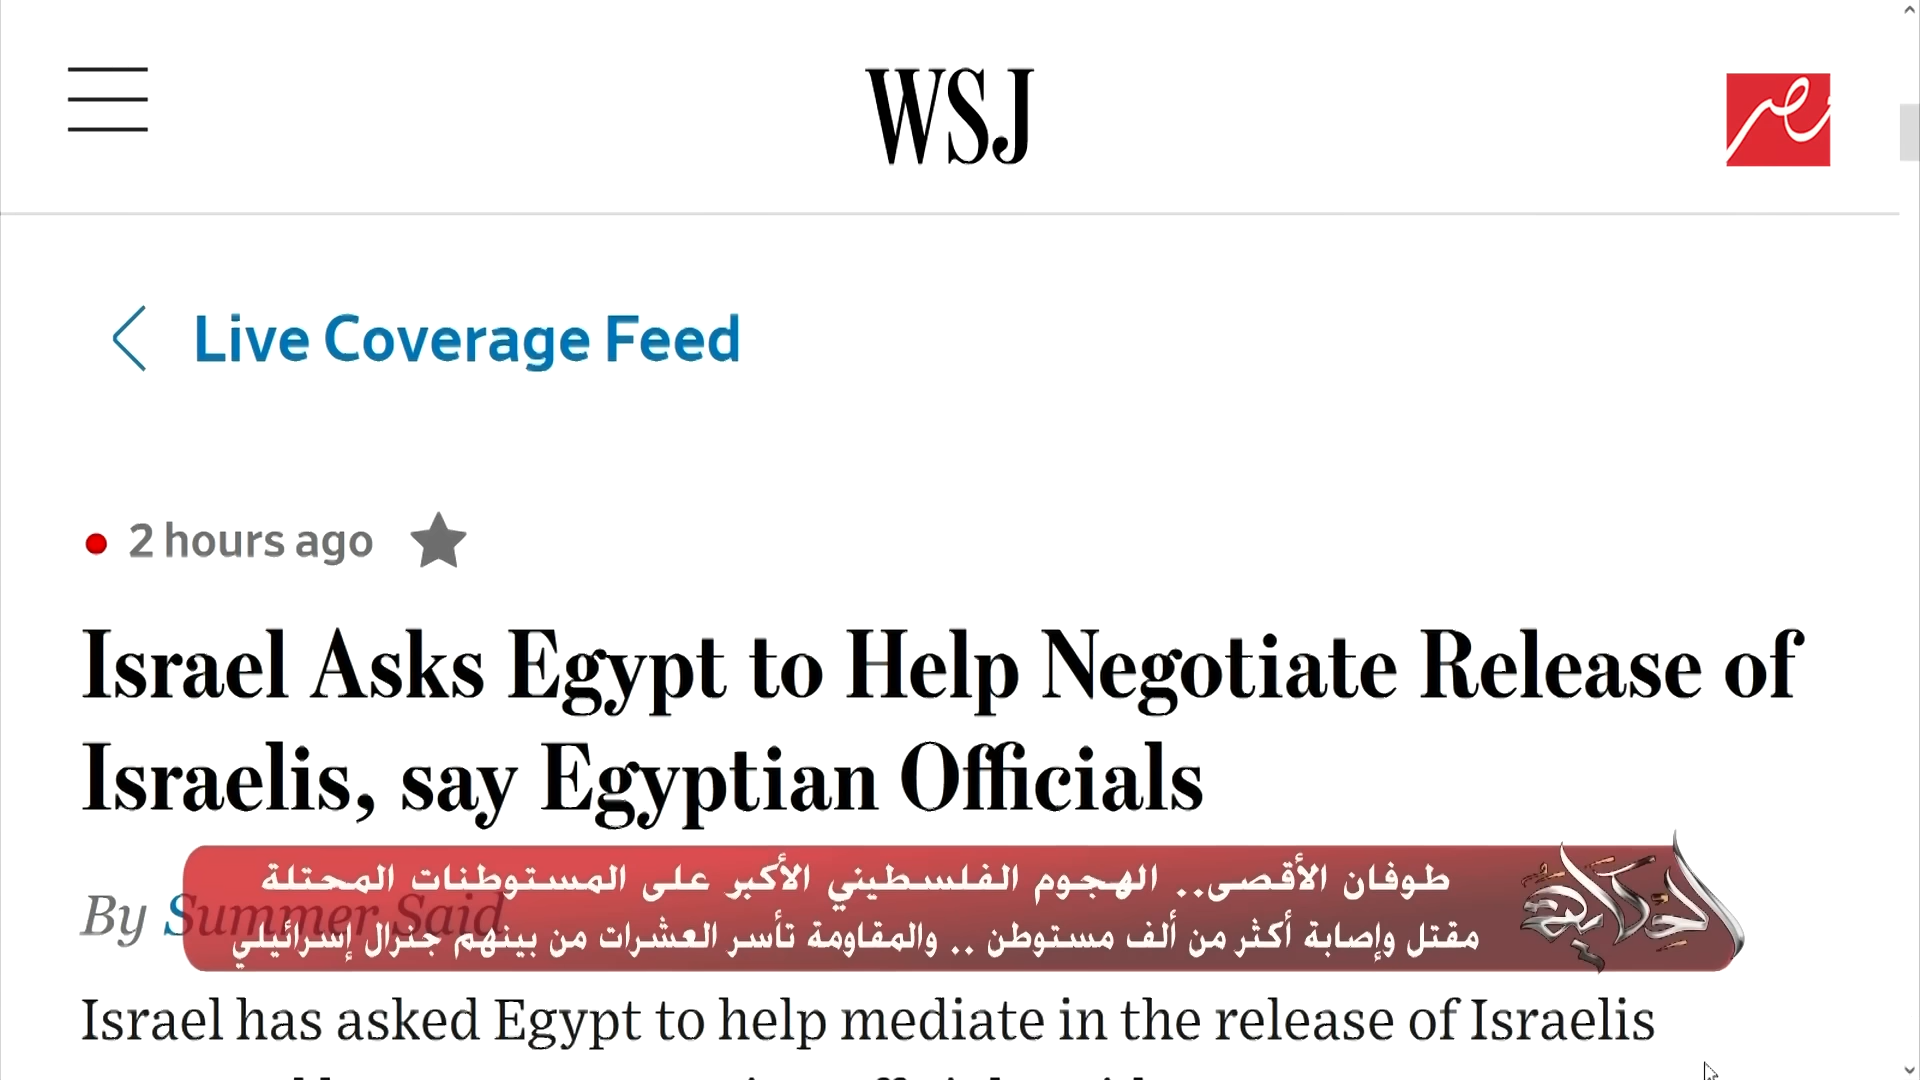 WSJ
مصر
Live Coverage Feed
2 hours ago
Israel Asks Egypt to Help Negotiate Release of
Israelis, say Egyptian Officials
By Summer Said
طوفان الأقصى.. الهجوم الفلسطيني الأكبر على المستوطنات المحتلة
مقتل وإصابة أكثر من ألف مستوطن .. والمقاومة تأسر العشرات من بينهم جنرال إسرائيلي
الحكاية
Israel has asked Egypt to help mediate in the release of Israelis